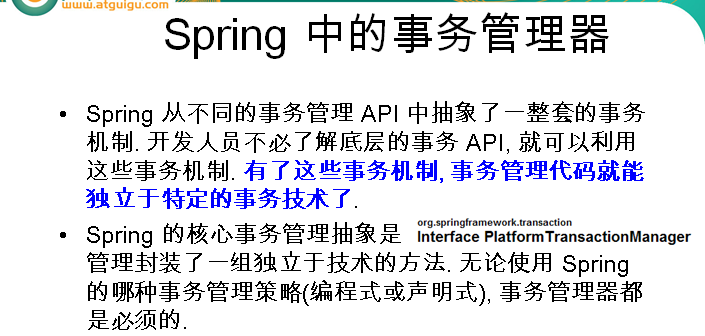 www.atguigu.com
Spring 中的事务管理器
• Spring 从不同的事务管理 API 中抽象了一整套的事务
机制. 开发人员不必了解底层的事务 API, 就可以利用
这些事务机制. 有了这些事务机制, 事务管理代码就能
独立于特定的事务技术了.
• Spring 的核心事务管理抽象是
org.springframework.transaction
Interface PlatformTransactionManager
管理封装了一组独立于技术的方法. 无论使用 Spring
的哪种事务管理策略(编程式或声明式), 事务管理器都
是必须的.